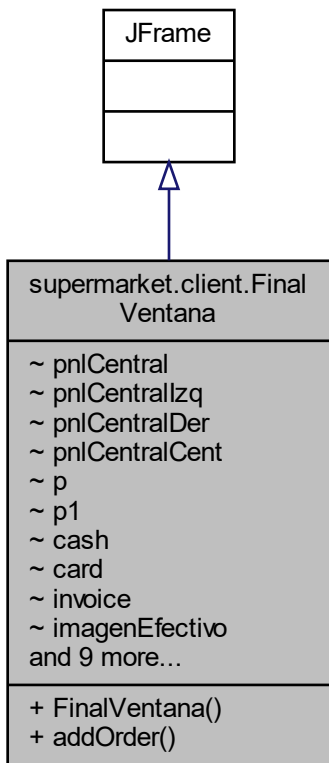 JFrame
supermarket.client.Final
Ventana
~ pnlCentral
~ pnlCentralIzq
~ pnlCentralDer
~ pnlCentralCent
~ p
~ p1
~ cash
~ card
~ invoice
~ imagenEfectivo
and 9 more...
+ FinalVentana()
+ addOrder()